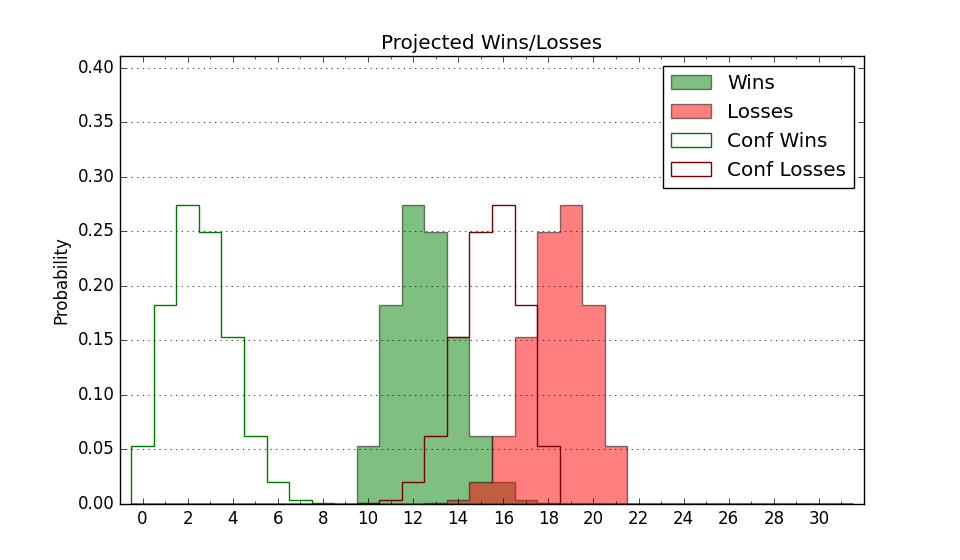 Projected Wins/Losses
0.40
0.35
0.30
0.25
0.20
0.15
0.10
0.05
0.00
Probability
Wins
Losses
Conf Wins
Conf Losses
0 2 4 6 8 10 12 14 16 18 20 22 24 26 28 30